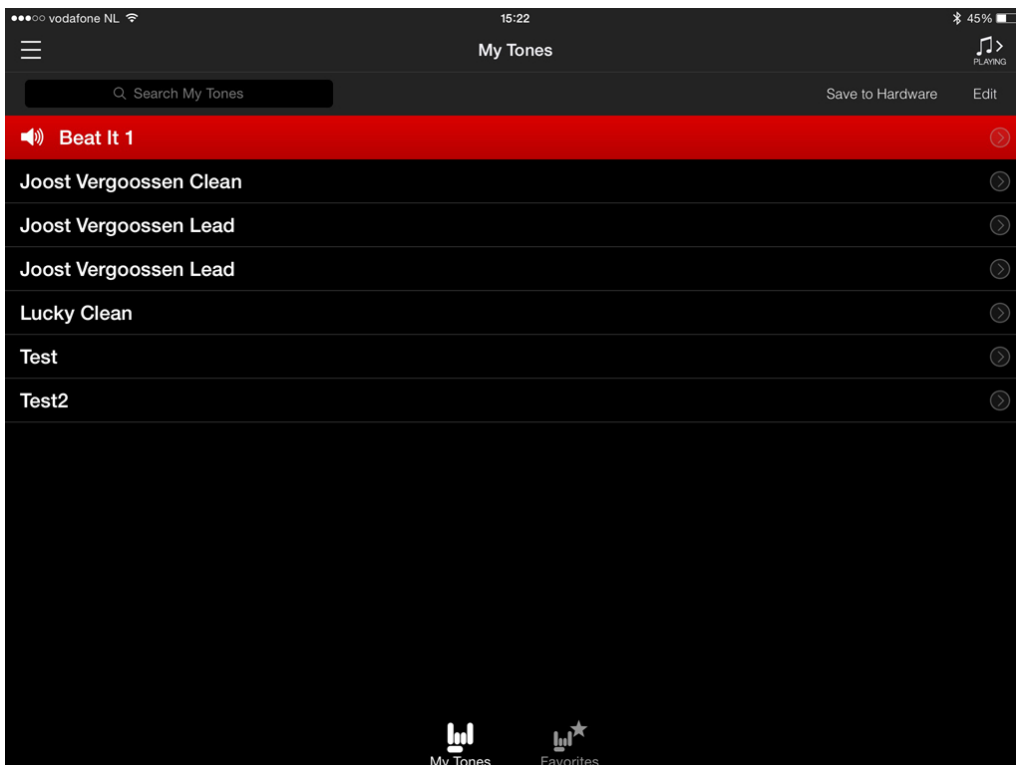 vodafone NL 15:22 45%
My Tones
PLAYING
Search My Tones Save to Hardware Edit
Beat It 1
Joost Vergoossen Clean
Joost Vergoossen Lead
Joost Vergoossen Lead
Lucky Clean
Test
Test2
My Tones Favorites